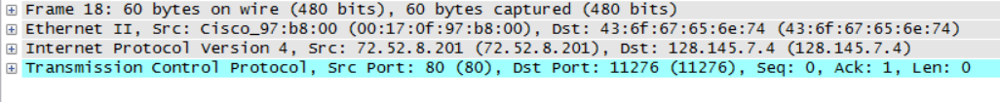 Frame 18: 60 bytes on wire (480 bits), 60 bytes captured (480 bits)
Ethernet II, Src: Cisco_97:b8:00 (00:17:0f:97:b8:00), Dst: 43:6f:67:65:6e:74 (43:6f:67:65:6e:74)
Internet Protocol Version 4, Src: 72.52.8.201 (72.52.8.201), Dst: 128.145.7.4 (128.145.7.4)
Transmission Control Protocol, Src Port: 80 (80), Dst Port: 11276 (11276), Seq: 0, Ack: 1, Len: 0